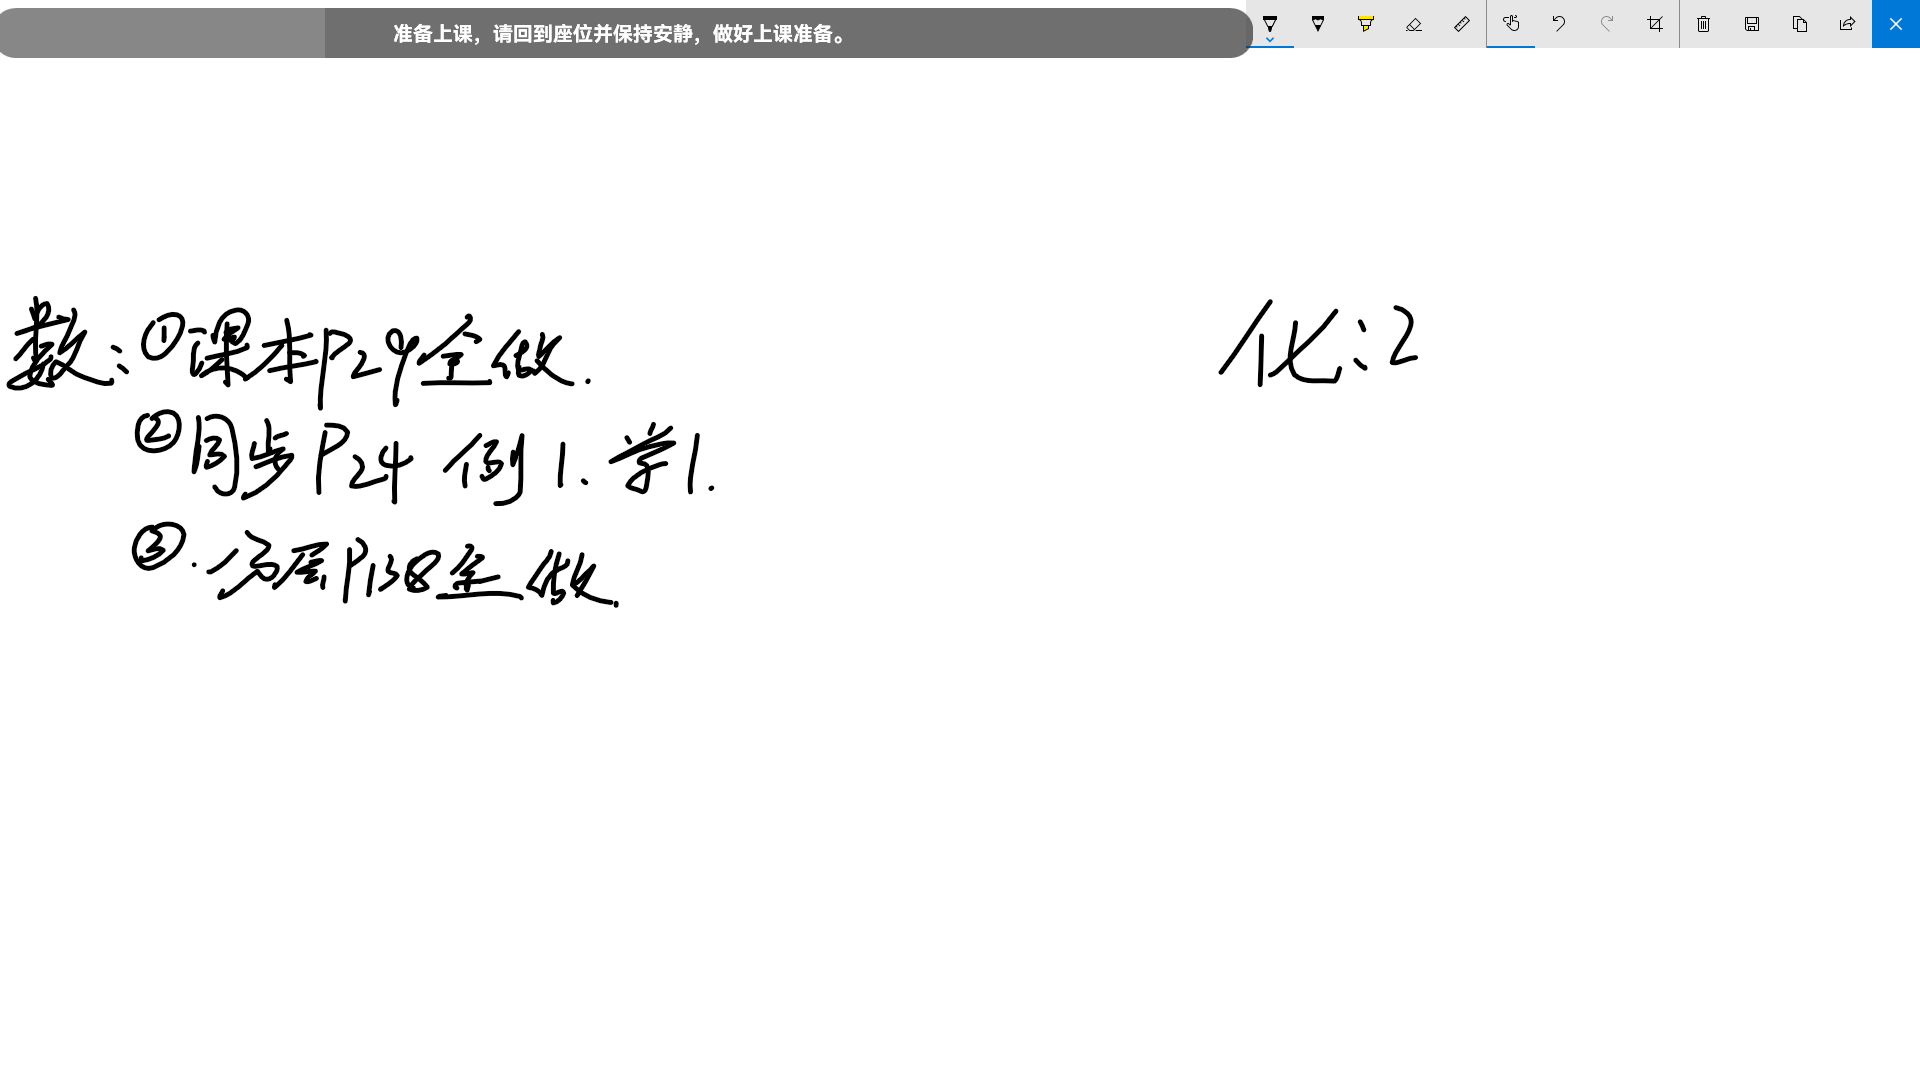 准备上课，请回到座位并保持安静，做好上课准备。
数：①课本P29全做.
化：2
②同步P24 例1、学1.
③.分层P138全做.